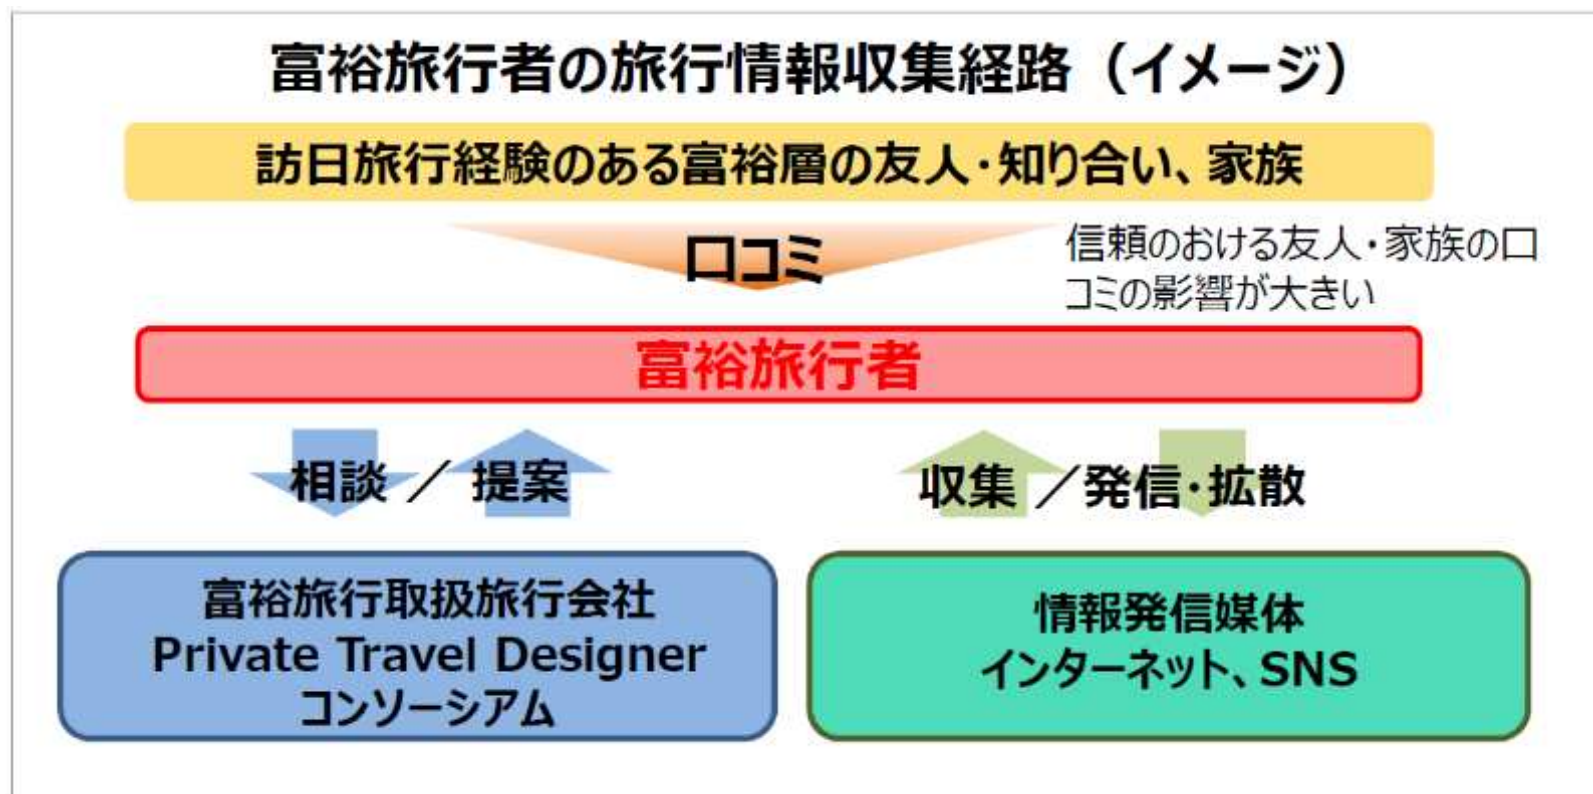 富裕旅行者の旅行情報収集経路（イメージ）
訪日旅行経験のある富裕層の友人・知り合い、家族
口コミ
信頼のおける友人・家族の口
コミの影響が大きい
富裕旅行者
相談 ／ 提案
収集 ／発信・拡散
富裕旅行取扱旅行会社
Private Travel Designer
コンソーシアム
情報発信媒体
インターネット、SNS